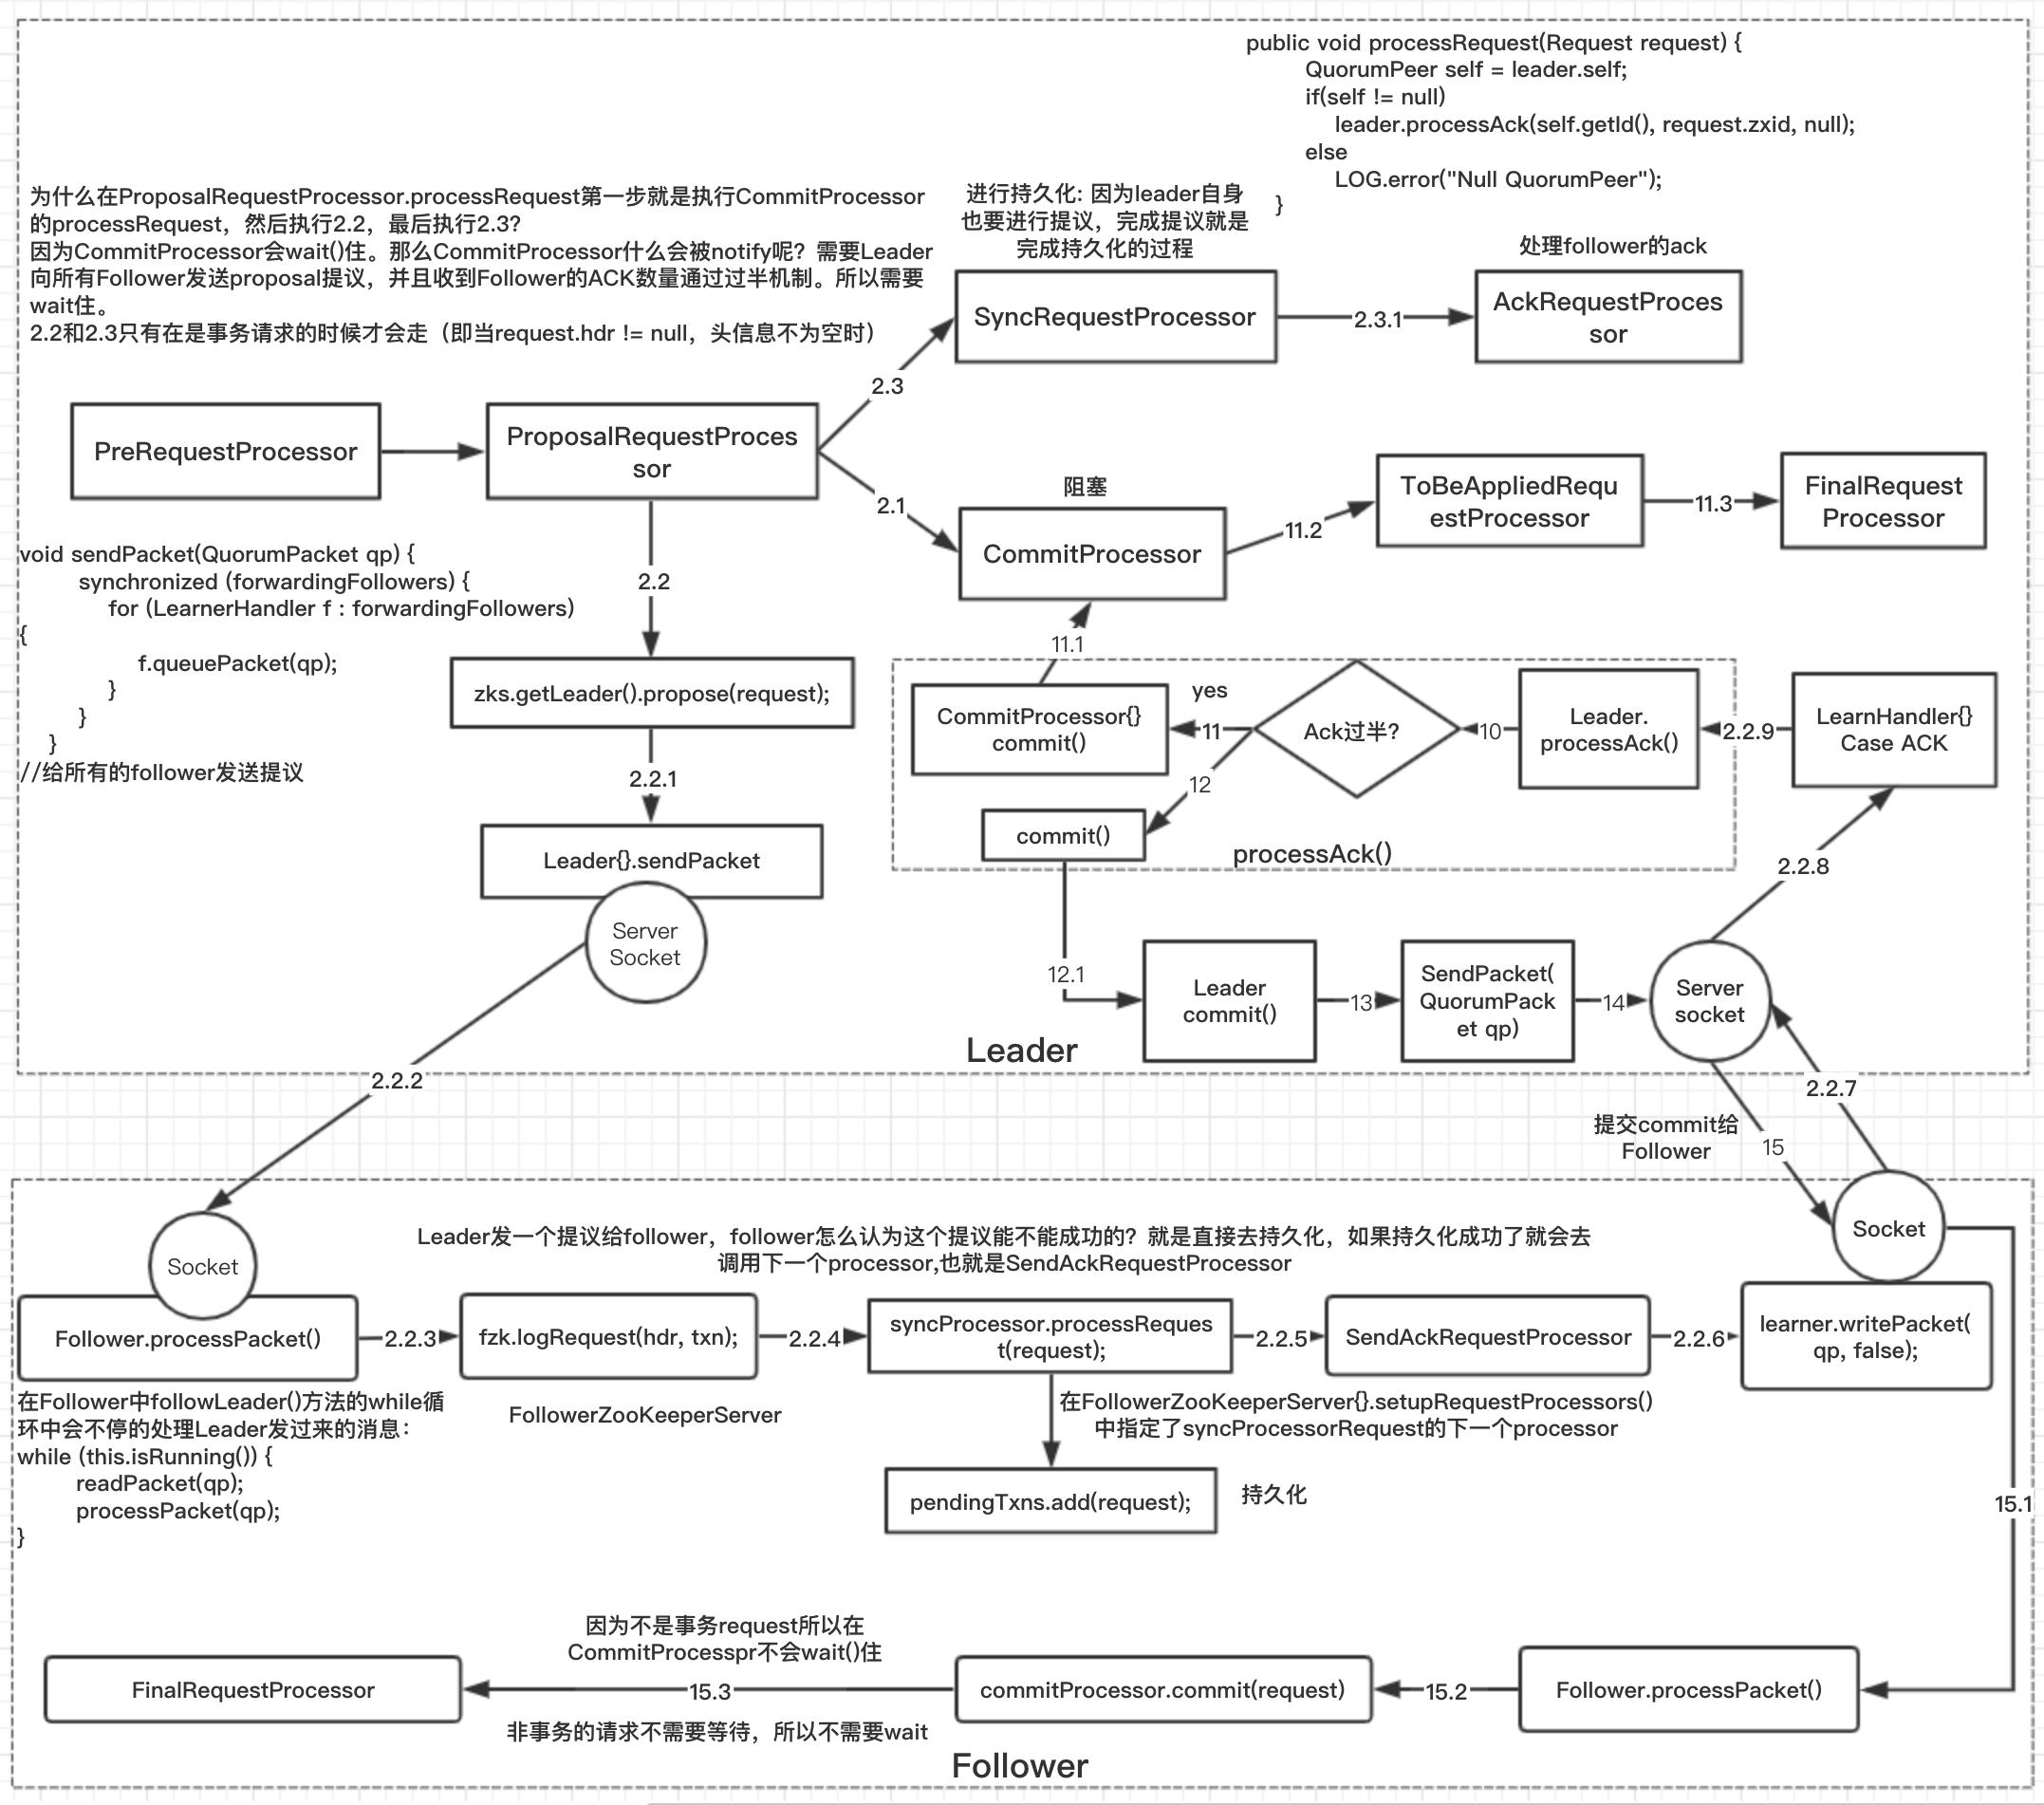 public void processRequest(Request request) {
QuorumPeer self = leader.self;
if(self != null)
leader.processAck(self.getId(), request.zxid, null);
else
LOG.error("Null QuorumPeer");
}
为什么在ProposalRequestProcessor.processRequest第一步就是执行CommitProcessor
的processRequest，然后执行2.2，最后执行2.3?
因为CommitProcessor会wait()住。那么CommitProcessor什么会被notify呢？需要Leader
向所有Follower发送proposal提议，并且收到Follower的ACK数量通过过半机制。所以需要
wait住。
2.2和2.3只有在是事务请求的时候才会走（即当request.hdr != null，头信息不为空时）
进行持久化: 因为leader自身
也要进行提议，完成提议就是
完成持久化的过程
处理follower的ack
SyncRequestProcessor
2.3.1
AckRequestProces
sor
2.3
PreRequestProcessor
ProposalRequestProces
sor
2.1
阻塞
CommitProcessor
11.2
ToBeAppliedRequ
estProcessor
11.3
FinalRequest
Processor
void sendPacket(QuorumPacket qp) {
synchronized (forwardingFollowers) {
for (LearnerHandler f : forwardingFollowers)
{
f.queuePacket(qp);
}
}
}
//给所有的follower发送提议
2.2
zks.getLeader().propose(request);
2.2.1
Leader{}.sendPacket
Server
Socket
11.1
CommitProcessor{}
commit()
yes
11
Ack过半?
10
Leader.
processAck()
2.2.9
LearnHandler{}
Case ACK
12
commit()
processAck()
2.2.8
12.1
Leader
commit()
13
SendPacket(
QuorumPack
et qp)
14
Server
socket
Leader
2.2.2
2.2.7
提交commit给
Follower
15
Socket
Socket
Leader发一个提议给follower，follower怎么认为这个提议能不能成功的？就是直接去持久化，如果持久化成功了就会去
调用下一个processor,也就是SendAckRequestProcessor
Follower.processPacket()
2.2.3
fzk.logRequest(hdr, txn);
2.2.4
syncProcessor.processReques
t(request);
2.2.5
SendAckRequestProcessor
2.2.6
learner.writePacket(
qp, false);
在Follower中followLeader()方法的while循
环中会不停的处理Leader发过来的消息：
while (this.isRunning()) {
readPacket(qp);
processPacket(qp);
}
FollowerZooKeeperServer
在FollowerZooKeeperServer{}.setupRequestProcessors()
中指定了syncProcessorRequest的下一个processor
pendingTxns.add(request);
持久化
15.1
因为不是事务request所以在
CommitProcesspr不会wait()住
FinalRequestProcessor
15.3
commitProcessor.commit(request)
15.2
Follower.processPacket()
非事务的请求不需要等待，所以不需要wait
Follower